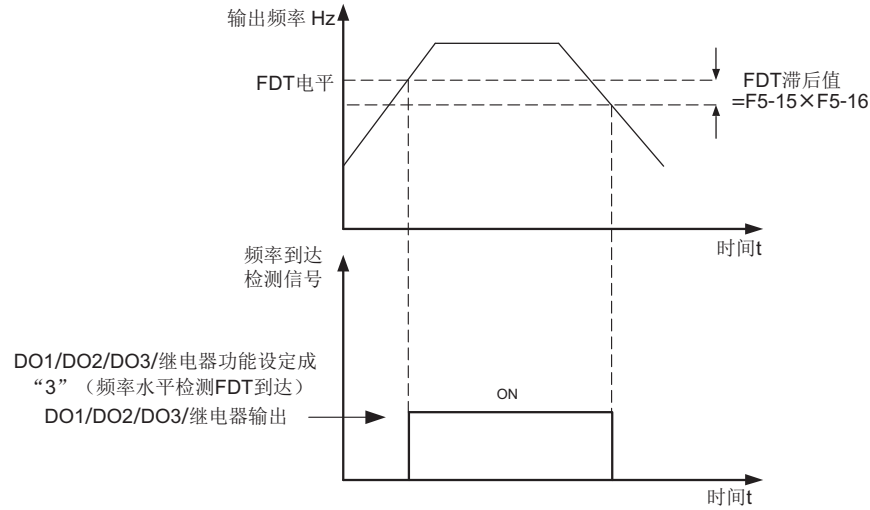 输出频率 Hz
FDT电平
FDT滞后值
=F5-15×F5-16
时间t
频率到达
检测信号
DO1/DO2/DO3/继电器功能设定成
“3”（频率水平检测FDT到达）
ON
DO1/DO2/DO3/继电器输出
时间t